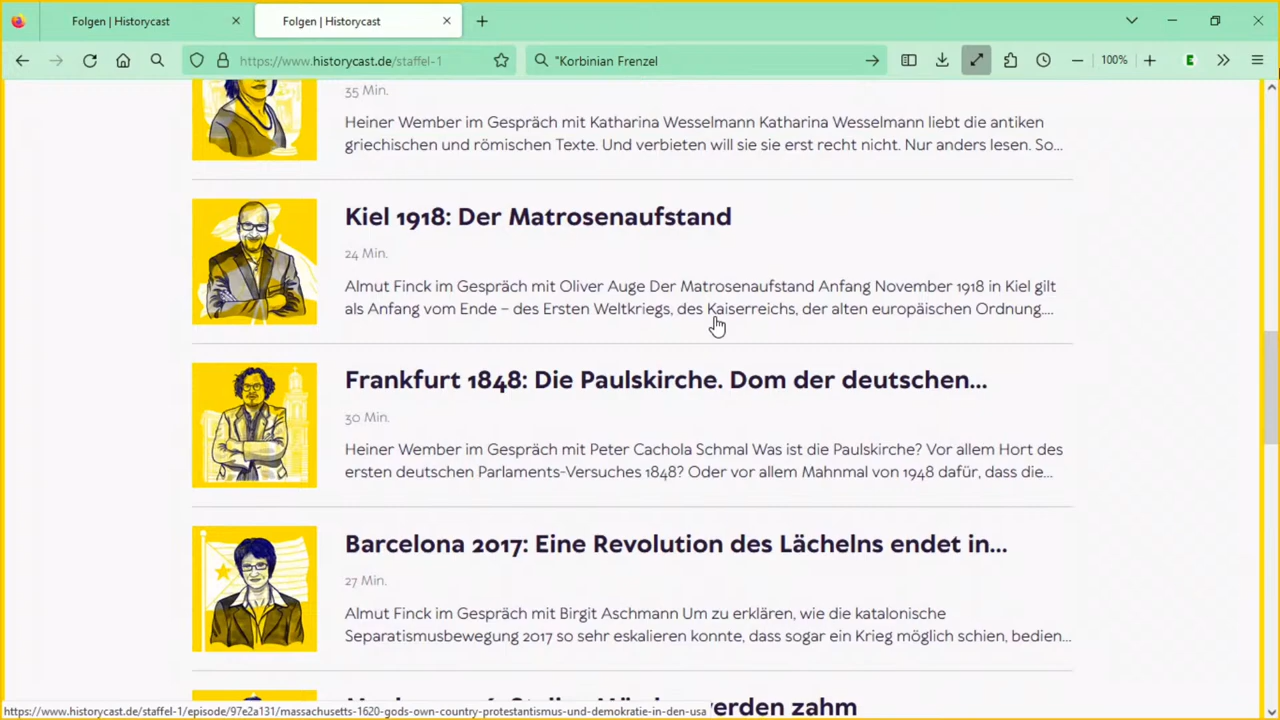 Folgen | Historycast
Folgen | Historycast
https://www.historycast.de/staffel-1
"Korbinian Frenzel
100%
35 Min.
Heiner Wember im Gespräch mit Katharina Wesselmann Katharina Wesselmann liebt die antiken
griechischen und römischen Texte. Und verbieten will sie sie erst recht nicht. Nur anders lesen. So...
Kiel 1918: Der Matrosenaufstand
24 Min.
Almut Finck im Gespräch mit Oliver Auge Der Matrosenaufstand Anfang November 1918 in Kiel gilt
als Anfang vom Ende – des Ersten Weltkriegs, des Kaiserreichs, der alten europäischen Ordnung....
Frankfurt 1848: Die Paulskirche. Dom der deutschen...
30 Min.
Heiner Wember im Gespräch mit Peter Cachola Schmal Was ist die Paulskirche? Vor allem Hort des
ersten deutschen Parlaments-Versuches 1848? Oder vor allem Mahnmal von 1948 dafür, dass die...
Barcelona 2017: Eine Revolution des Lächelns endet in...
27 Min.
Almut Finck im Gespräch mit Birgit Aschmann Um zu erklären, wie die katalonische
Separatismusbewegung 2017 so sehr eskalieren konnte, dass sogar ein Krieg möglich schien, bedien...
werden zahm
https://www.historycast.de/staffel-1/episode/97e2a131/massachusetts-1620-gods-own-country-protestantismus-und-demokratie-in-den-usa